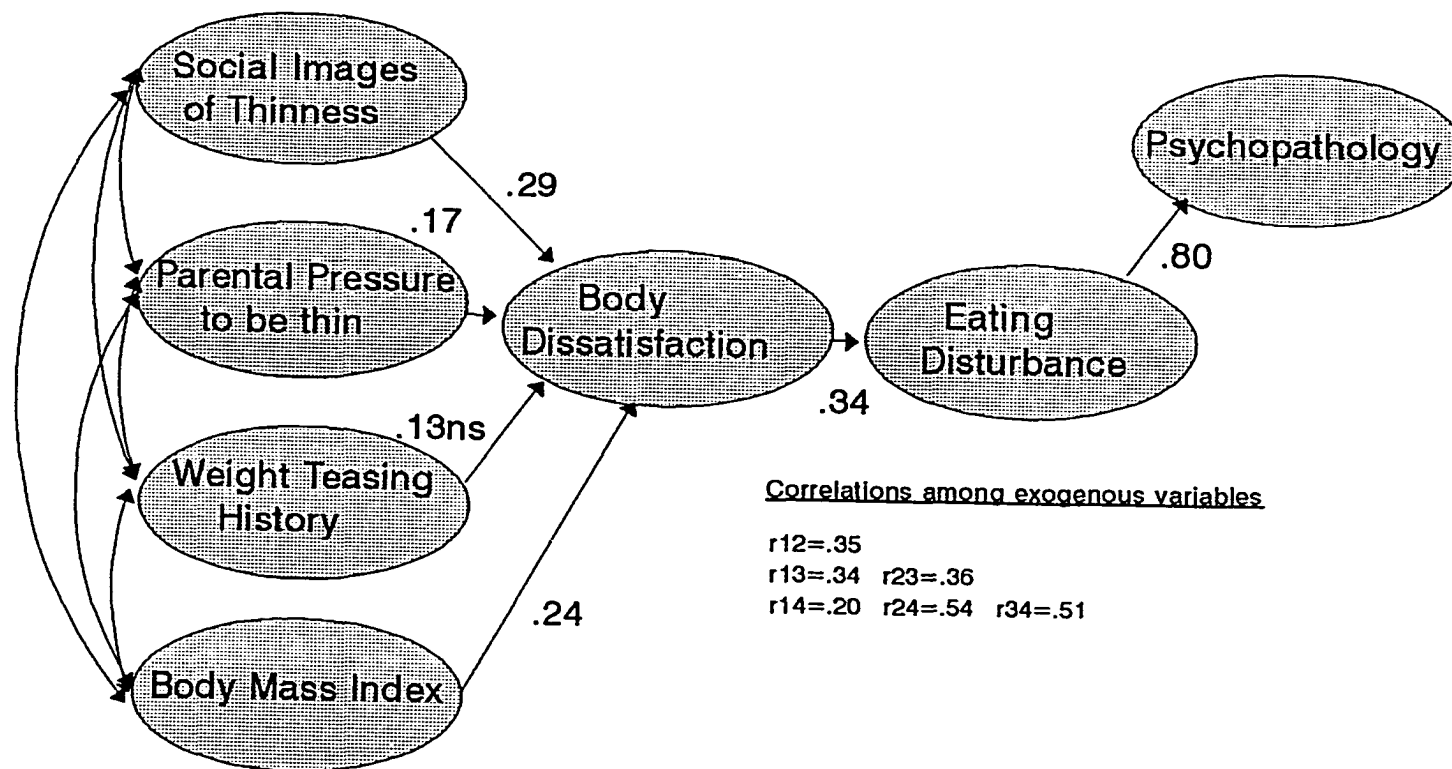 Social Images
of Thinness
Psychopathology
.29
.17
.80
Parental Pressure
to be thin
Body
Dissatisfaction
Eating
Disturbance
.34
.13ns
Weight Teasing
History
Correlations among exogenous variables
r12=.35
r13=.34 r23=.36
r14=.20 r24=.54 r34=.51
.24
Body Mass Index